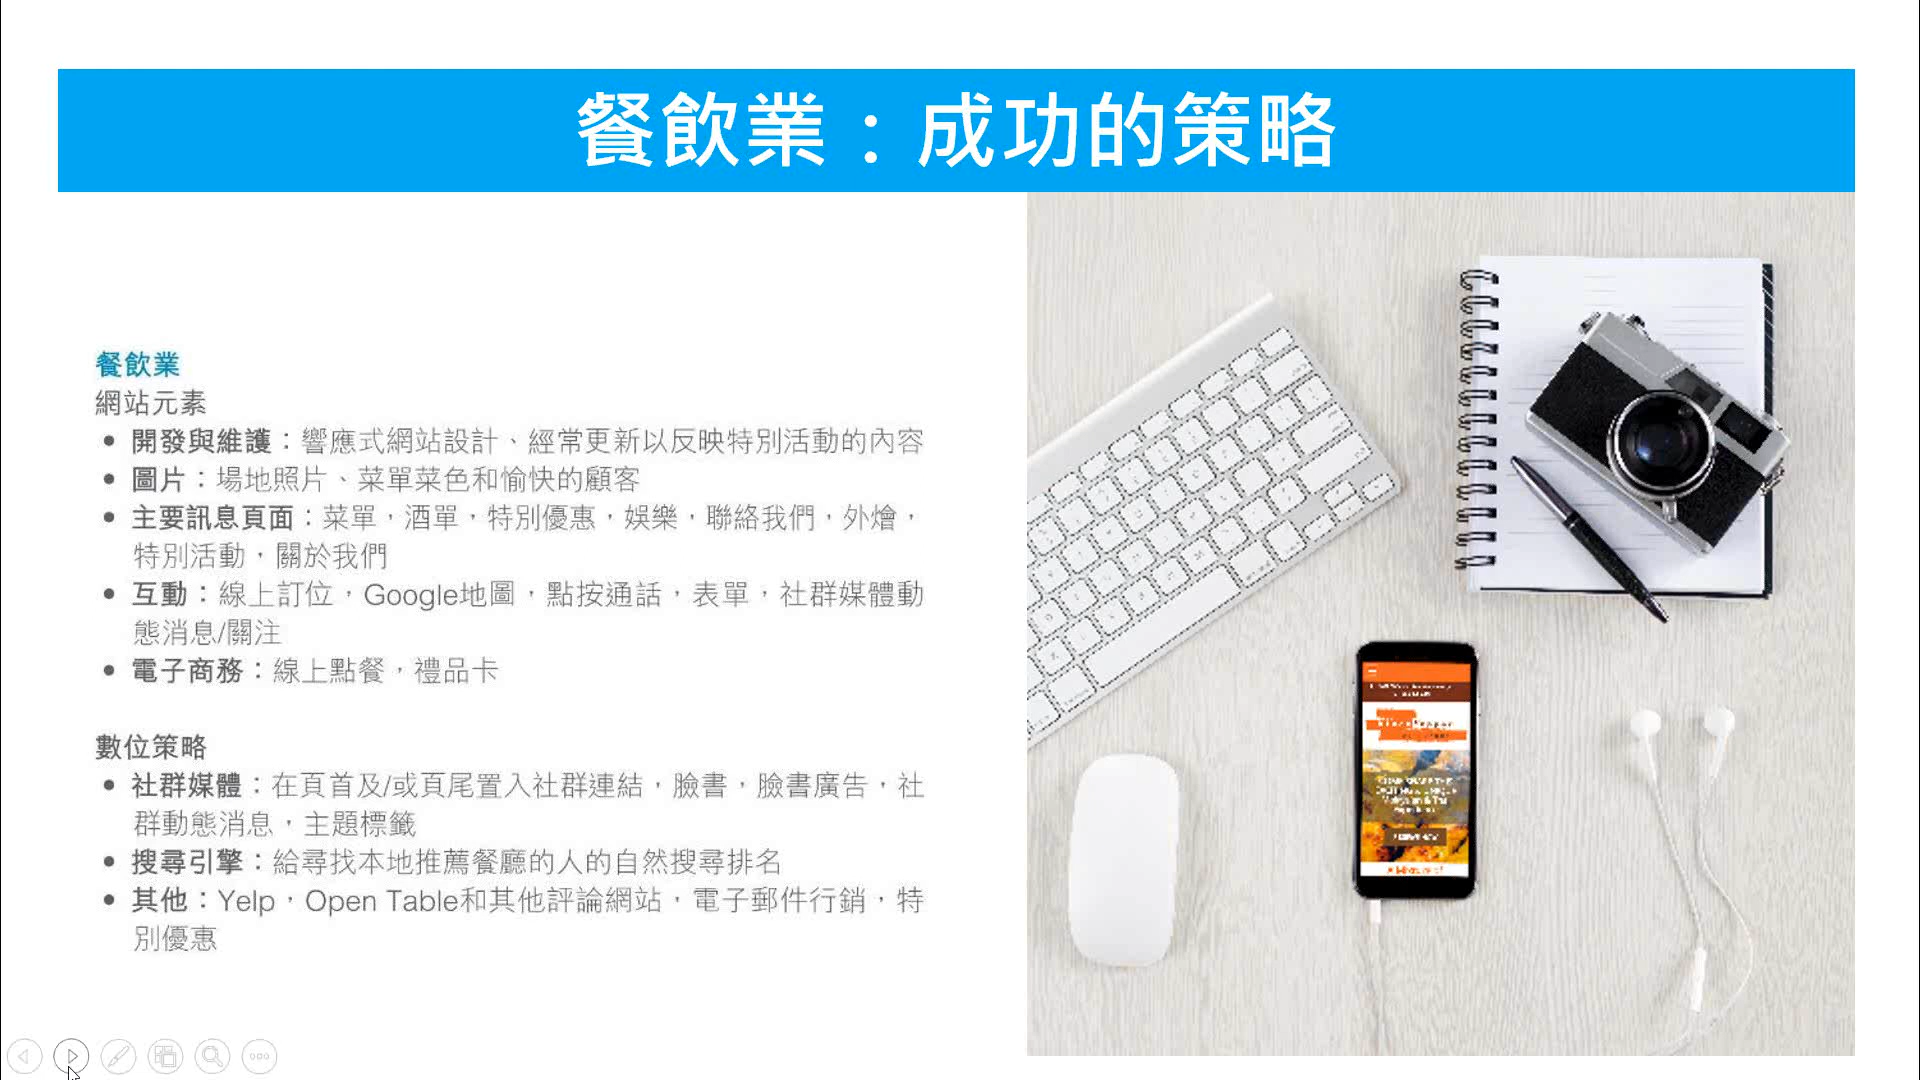 餐飲業：成功的策略
餐飲業
網站元素
• 開發與維護：響應式網站設計、經常更新以反映特別活動的內容
• 圖片：場地照片、菜單菜色和愉快的顧客
• 主要訊息頁面：菜單，酒單，特別優惠，娛樂，聯絡我們，外燴，
特別活動，關於我們
• 互動：線上訂位，Google地圖，點按通話，表單，社群媒體動
態消息/關注
• 電子商務：線上點餐，禮品卡
數位策略
• 社群媒體：在頁首及/或頁尾置入社群連結，臉書，臉書廣告，社
群動態消息，主題標籤
• 搜尋引擎：給尋找本地推薦餐廳的人的自然搜尋排名
• 其他：Yelp，Open Table和其他評論網站，電子郵件行銷，特
別優惠